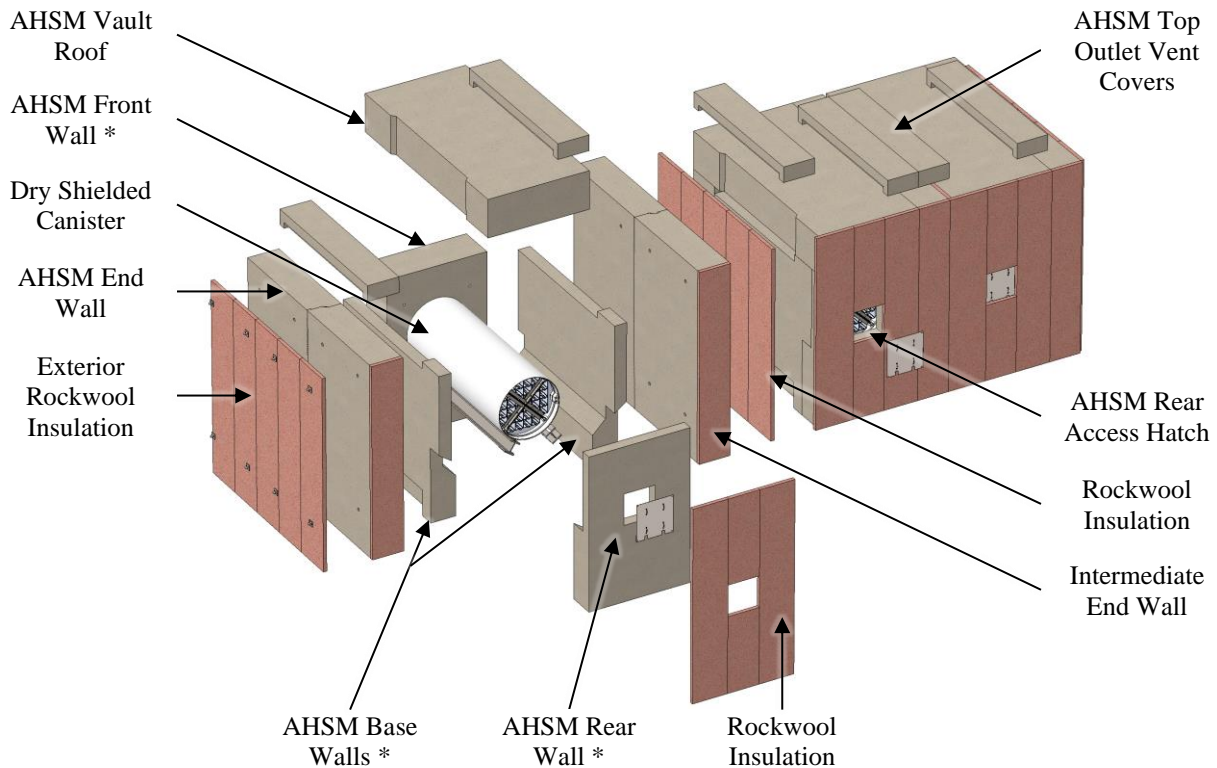 AHSM Vault
Roof
AHSM Front
Wall *
Dry Shielded
Canister
AHSM End
Wall
Exterior
Rockwool
Insulation
AHSM Top
Outlet Vent
Covers
AHSM Rear
Access Hatch
Rockwool
Insulation
Intermediate
End Wall
AHSM Base
Walls *
AHSM Rear
Wall *
Rockwool
Insulation